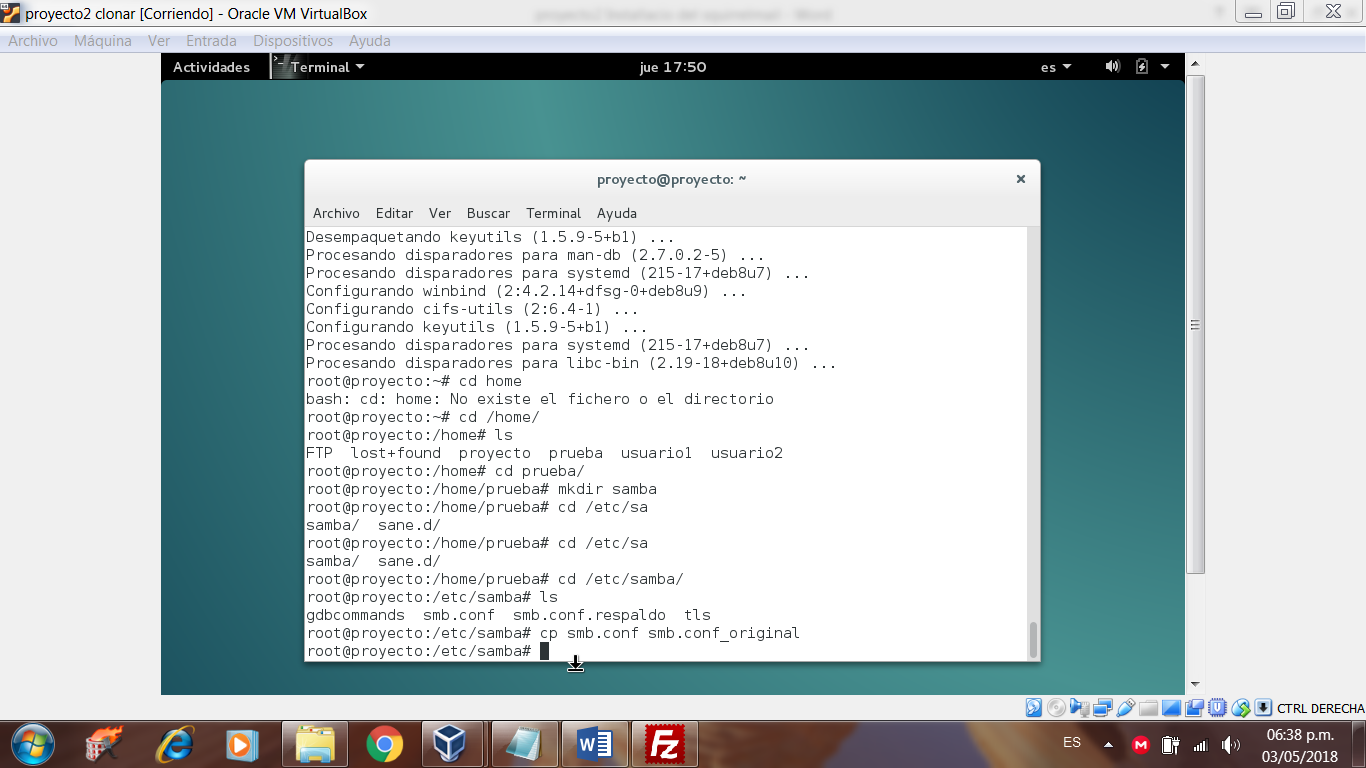 proyecto2 clonar [Corriendo] - Oracle VM VirtualBox
Archivo Máquina Ver Entrada Dispositivos Ayuda
Actividades Terminal jue 17:50 es
proyecto@proyecto: ~
Archivo Editar Ver Buscar Terminal Ayuda
Desempaquetando keyutils (1.5.9-5+b1) ...
Procesando disparadores para man-db (2.7.0.2-5) ...
Procesando disparadores para systemd (215-17+deb8u7) ...
Configurando winbind (2:4.2.14+dfsg-0+deb8u9) ...
Configurando cifs-utils (2:6.4-1) ...
Configurando keyutils (1.5.9-5+b1) ...
Procesando disparadores para systemd (215-17+deb8u7) ...
Procesando disparadores para libc-bin (2.19-18+deb8u10) ...
root@proyecto:~# cd home
bash: cd: home: No existe el fichero o el directorio
root@proyecto:~# cd /home/
root@proyecto:/home# ls
FTP lost+found proyecto prueba usuario1 usuario2
root@proyecto:/home# cd prueba/
root@proyecto:/home/prueba# mkdir samba
root@proyecto:/home/prueba# cd /etc/sa
samba/ sane.d/
root@proyecto:/home/prueba# cd /etc/sa
samba/ sane.d/
root@proyecto:/home/prueba# cd /etc/samba/
root@proyecto:/etc/samba# ls
gdbcommands smb.conf smb.conf.respaldo tls
root@proyecto:/etc/samba# cp smb.conf smb.conf_original
root@proyecto:/etc/samba#
CTRL DERECHA
ES 06:38 p.m.
03/05/2018